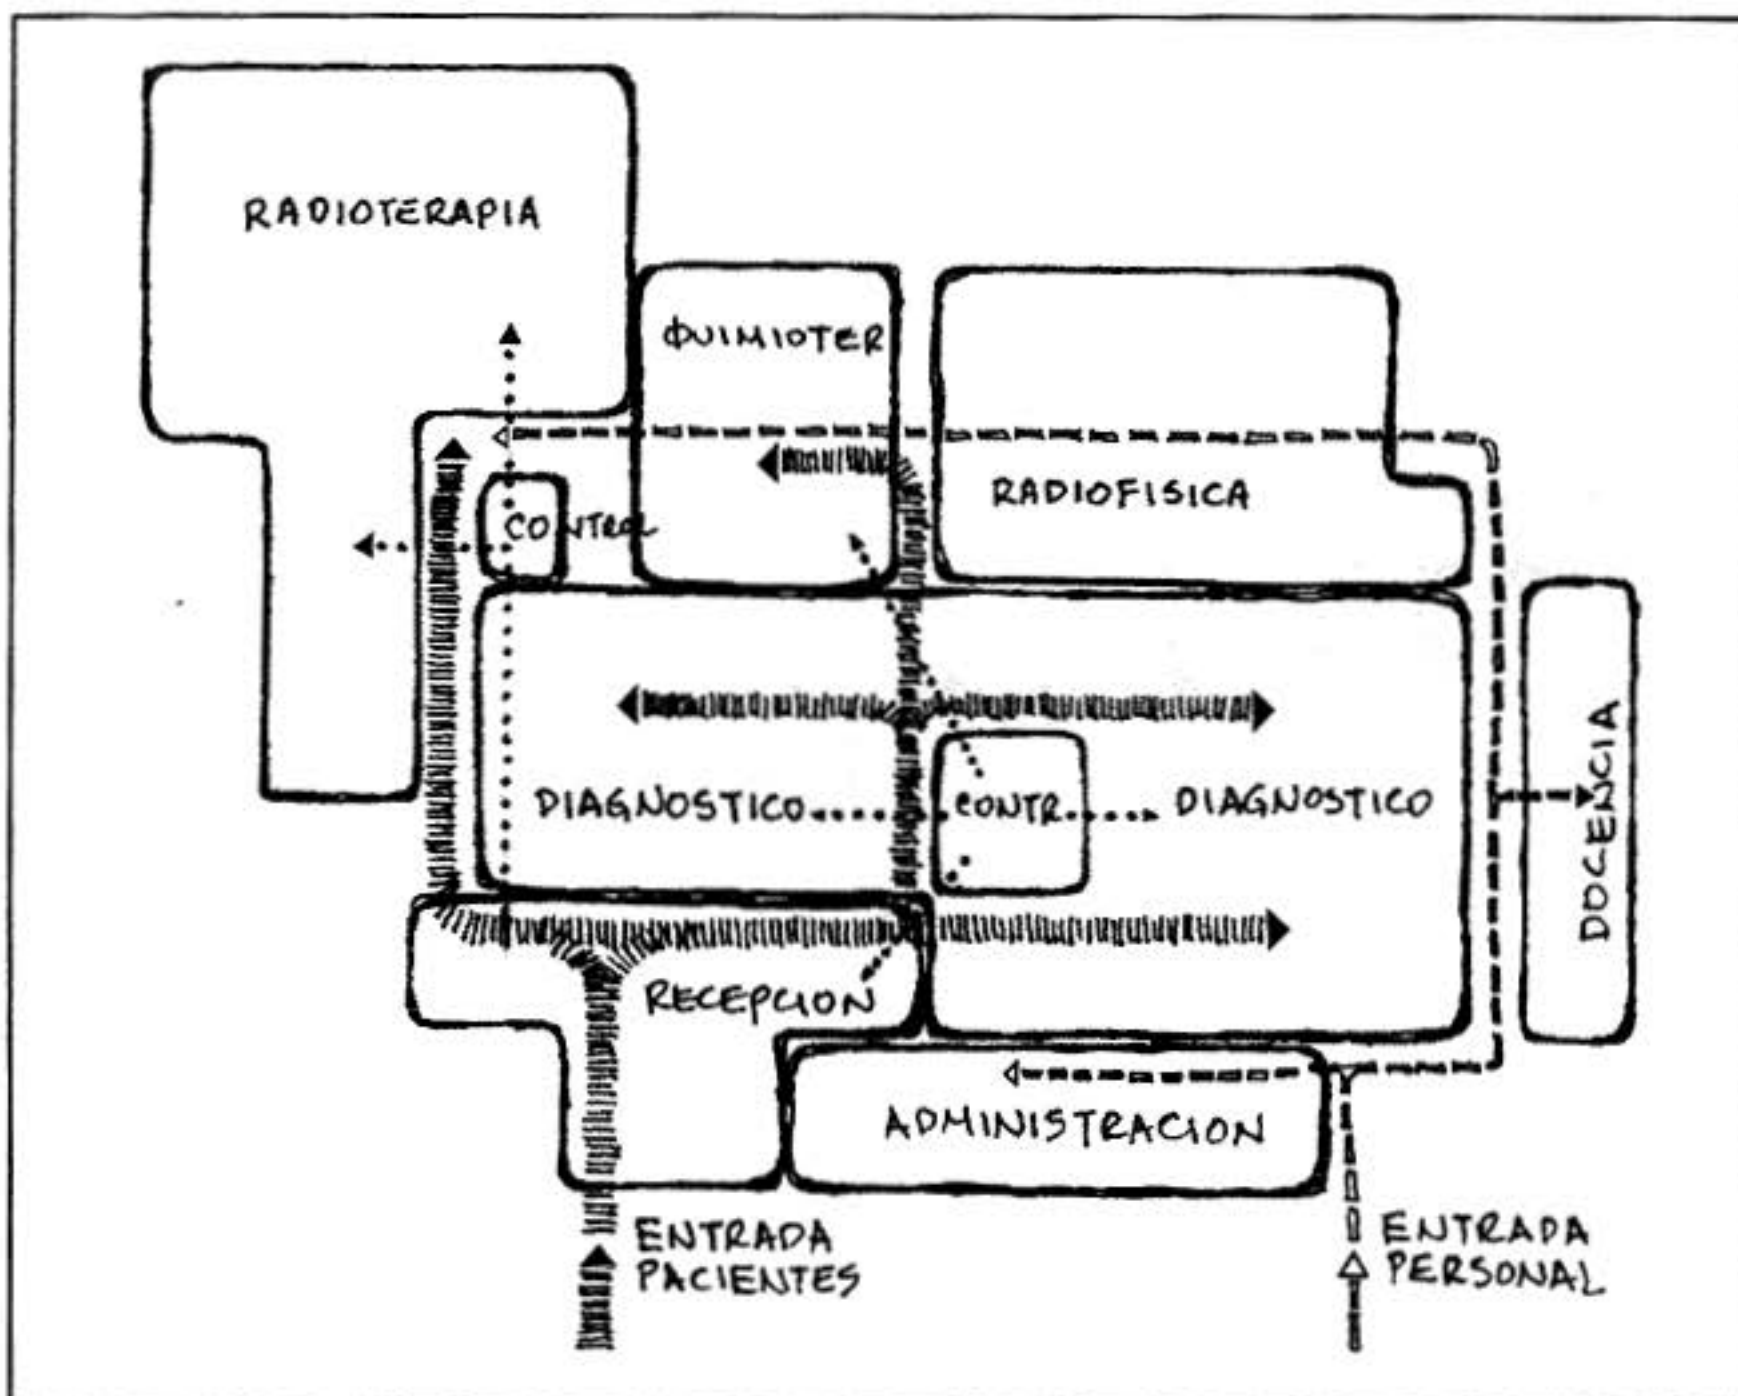 RADIOTERAPIA
QUIMIOTER
RADIOFISICA
CONTROL
DIAGNOSTICO
CONTR.
DIAGNOSTICO
DOCENCIA
RECEPCION
ADMINISTRACION
ENTRADA
PACIENTES
ENTRADA
PERSONAL